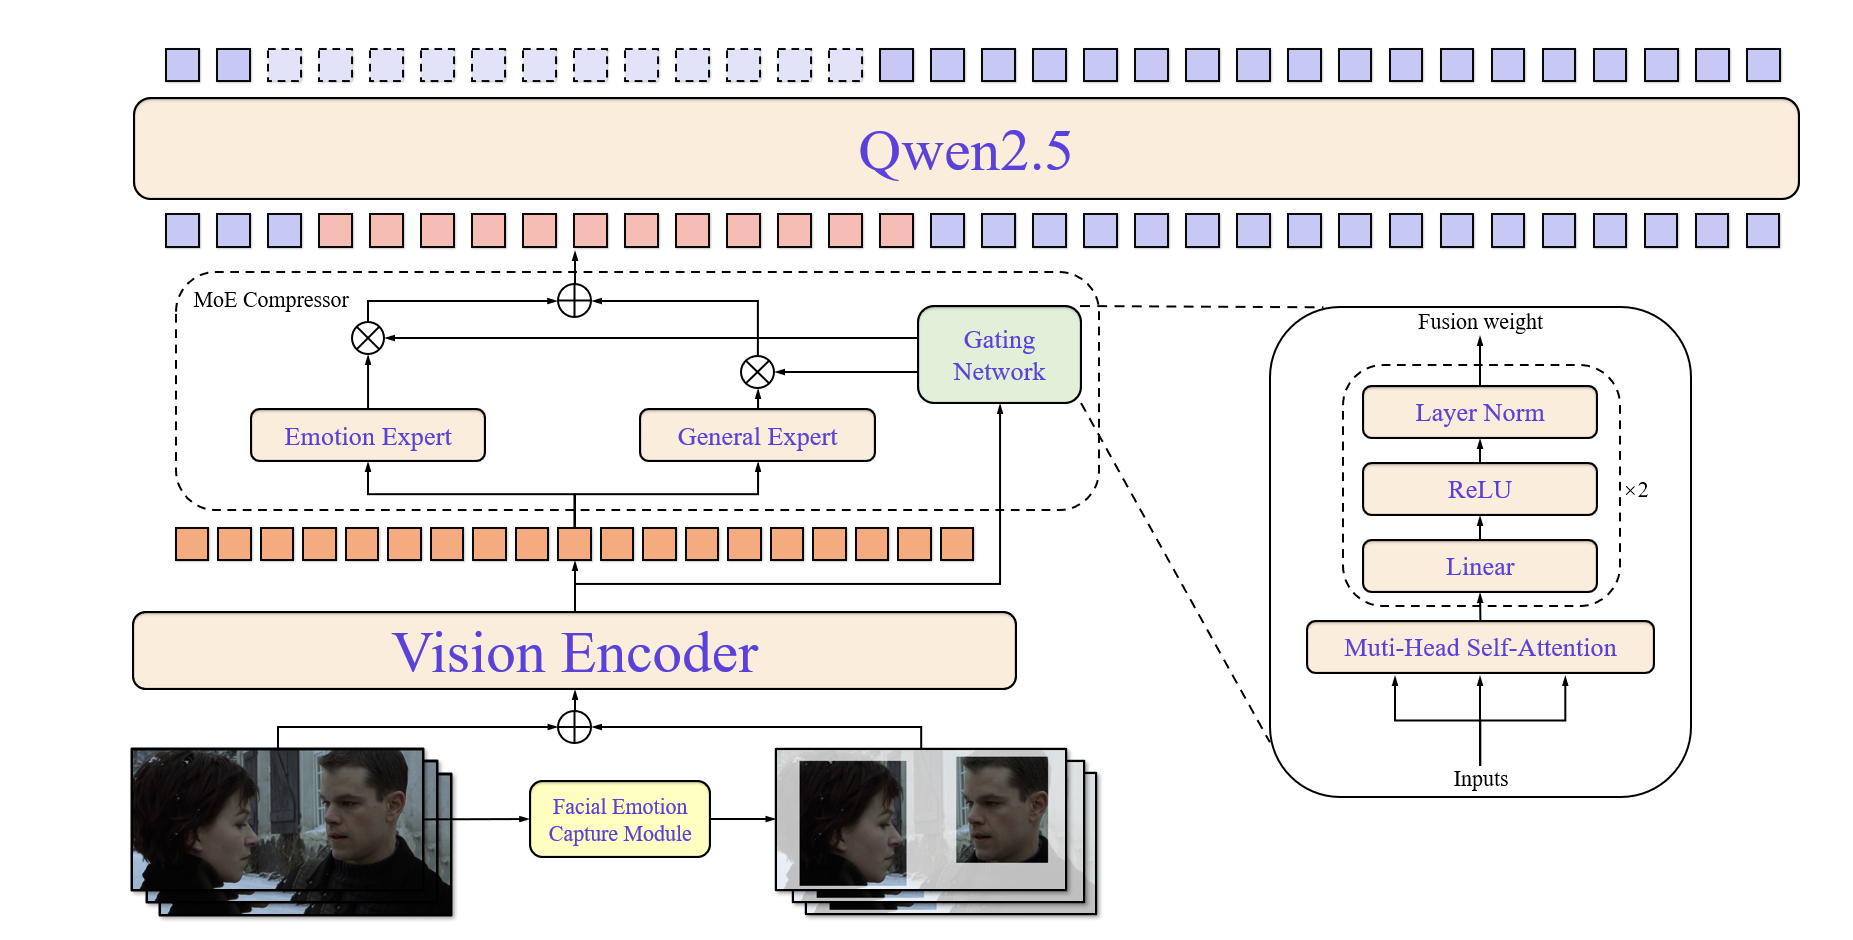 Qwen2.5
MoE Compressor
Gating
Network
Emotion Expert
General Expert
Vision Encoder
Facial Emotion
Capture Module
Fusion weight
Layer Norm
ReLU
×2
Linear
Muti-Head Self-Attention
Inputs